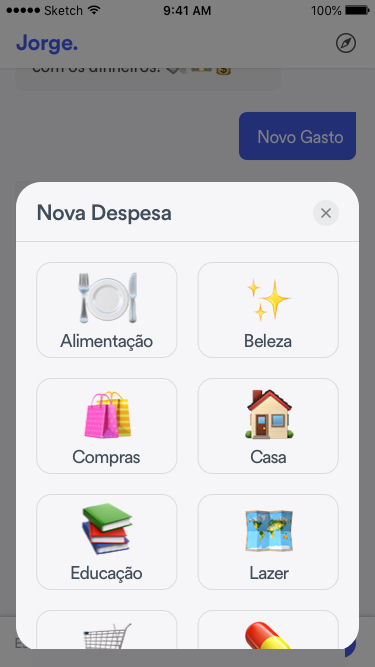 Sketch 9:41 AM 100%
Jorge.
com os dinheiros!
Novo Gasto
Nova Despesa
Alimentação Beleza
Compras Casa
Educação Lazer